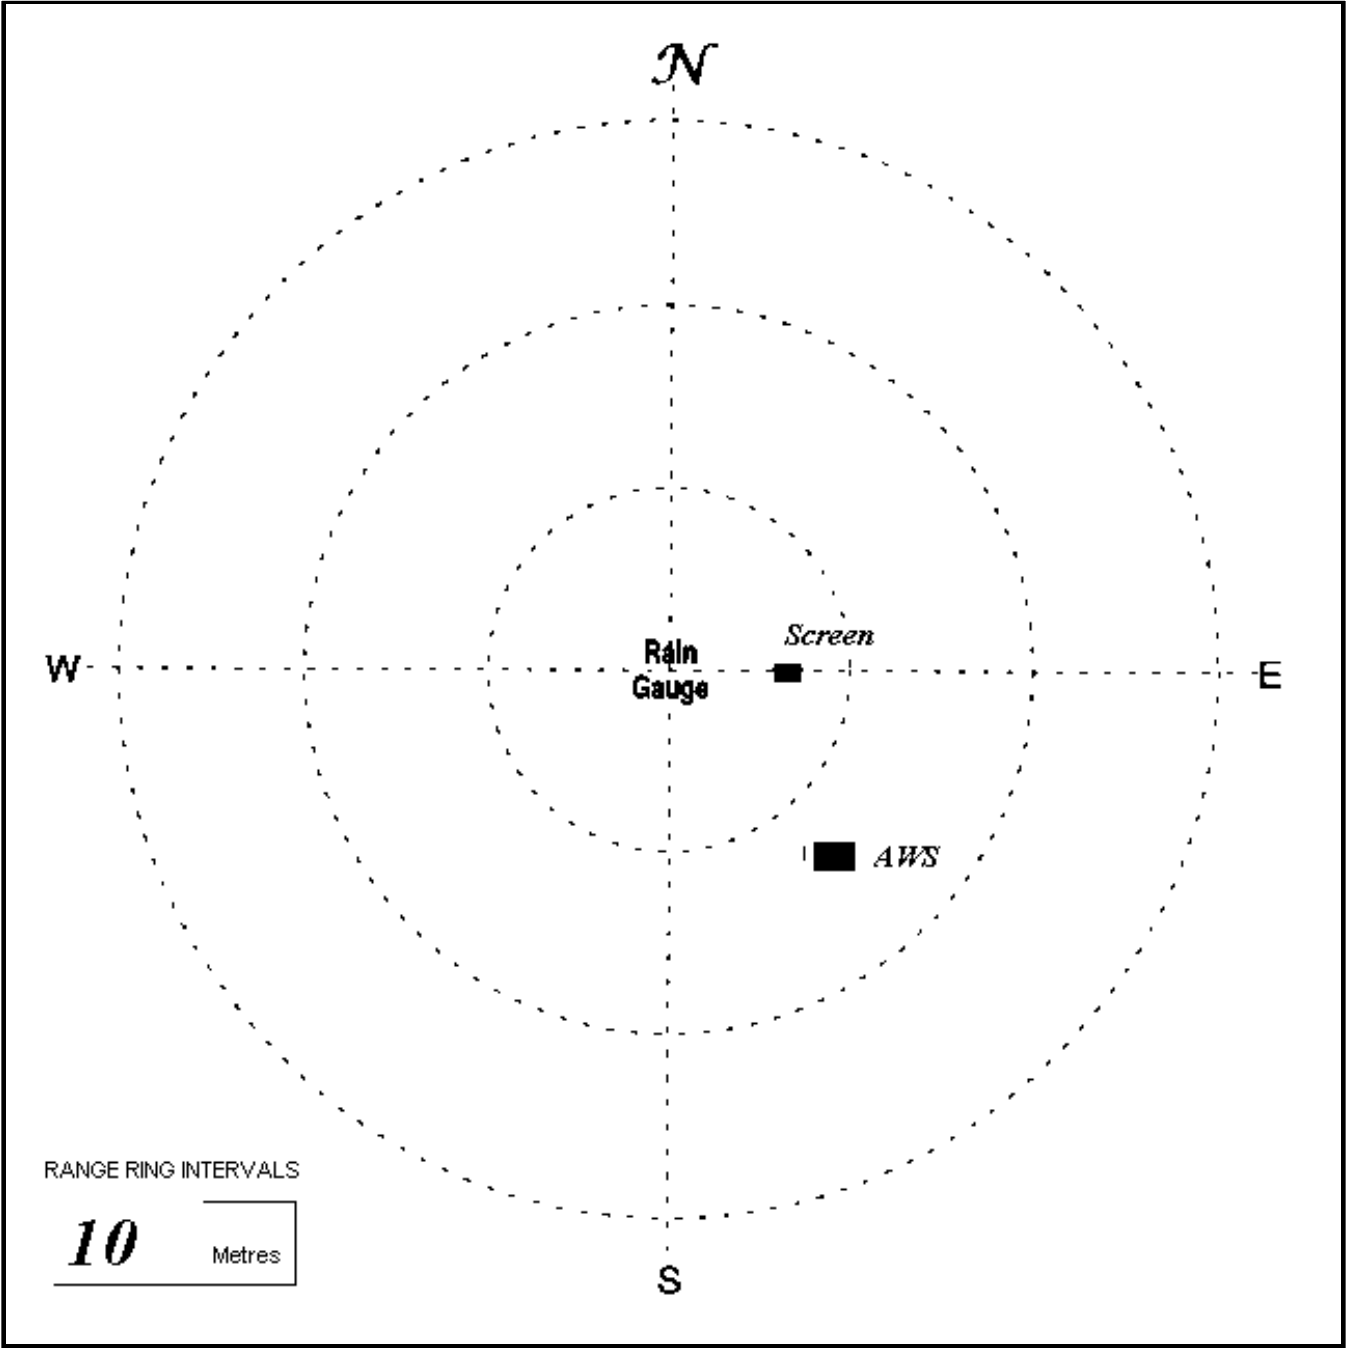 N
Screen
Rain
Gauge
W
E
AWS
RANGE RING INTERVALS
10 Metres
S